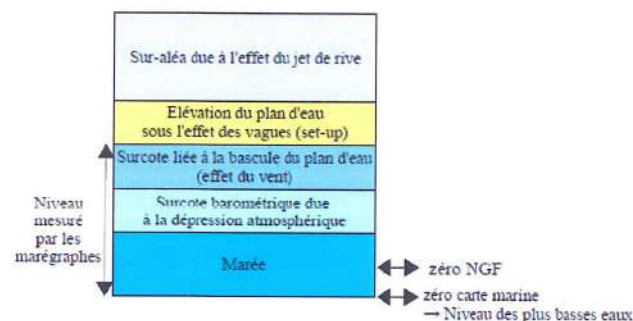 Sur-aléa due à l'effet du jet de rive
Elévation du plan d'eau
sous l'effet des vagues (set-up)
Surcote liée à la bascule du plan d'eau
(effet du vent)
Surcote barométrique due
à la dépression atmosphérique
Marée
Niveau
mesuré
par les
marégraphes
zéro NGF
zéro carte marine
→ Niveau des plus basses eaux